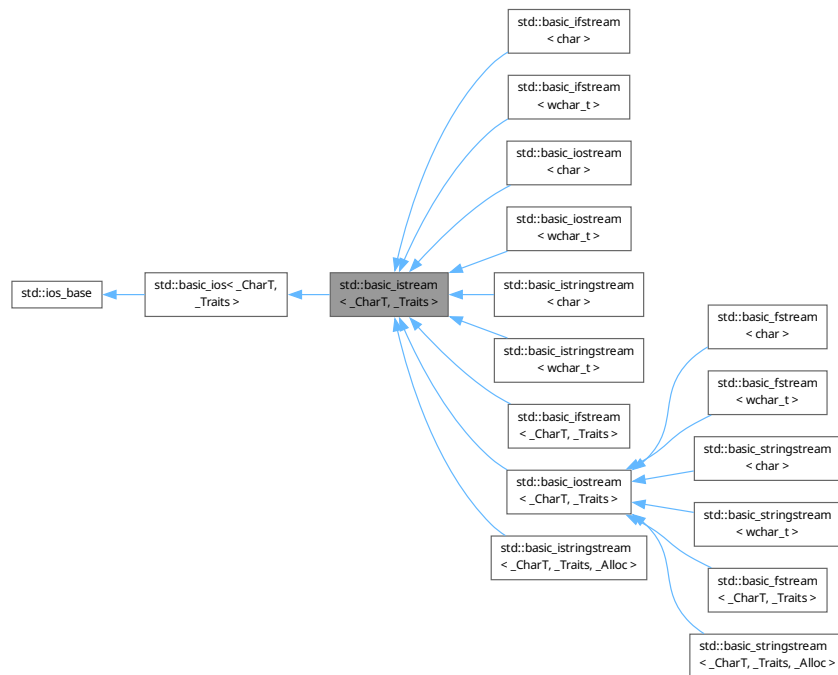 std::ios_base
std::basic_ios< _CharT,
_Traits >
std::basic_istream
< _CharT, _Traits >
std::basic_ifstream
< char >
std::basic_ifstream
< wchar_t >
std::basic_iostream
< char >
std::basic_iostream
< wchar_t >
std::basic_istringstream
< char >
std::basic_istringstream
< wchar_t >
std::basic_ifstream
< _CharT, _Traits >
std::basic_iostream
< _CharT, _Traits >
std::basic_istringstream
< _CharT, _Traits, _Alloc >
std::basic_fstream
< char >
std::basic_fstream
< wchar_t >
std::basic_stringstream
< char >
std::basic_stringstream
< wchar_t >
std::basic_fstream
< _CharT, _Traits >
std::basic_stringstream
< _CharT, _Traits, _Alloc >